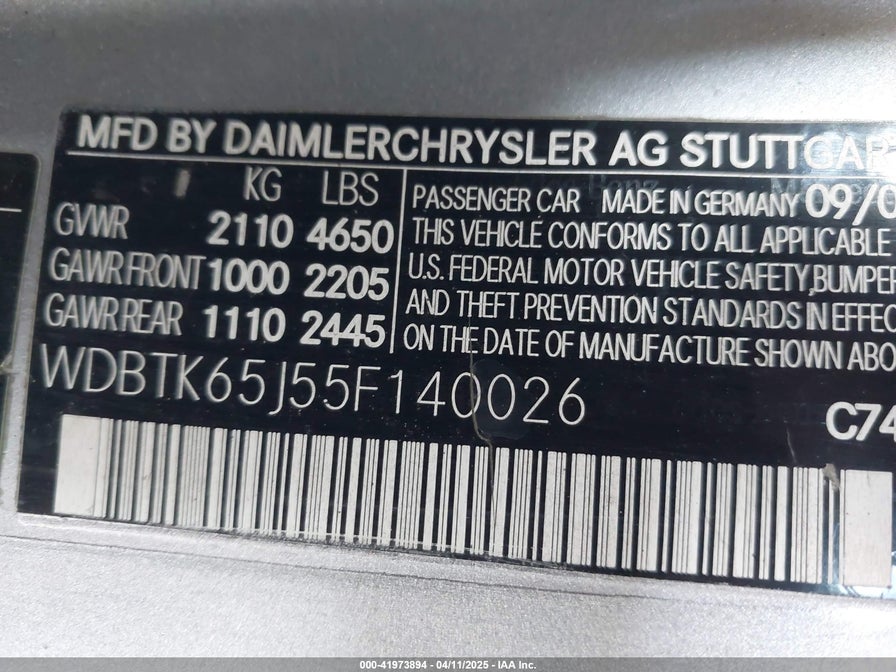 MFD BY DAIMLERCHRYSLER AG STUTTGAR
KG LBS
GVWR 2110 4650
GAWR FRONT 1000 2205
GAWR REAR 1110 2445
PASSENGER CAR MADE IN GERMANY 09/0
THIS VEHICLE CONFORMS TO ALL APPLICABLE
U.S. FEDERAL MOTOR VEHICLE SAFETY, BUMPER
AND THEFT PREVENTION STANDARDS IN EFFEC
ON THE DATE OF MANUFACTURE SHOWN ABO
WDBTK65J55F140026
C74
000-41973894 / 04/11/2025 - IAA Inc.